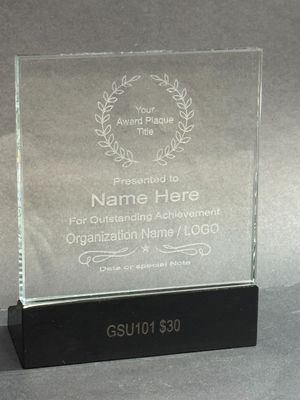 Your
Award Plaque
Title
Presented to
Name Here
For Outstanding Achievement
Organization Name / LOGO
Date or special Note
GSU101 $30